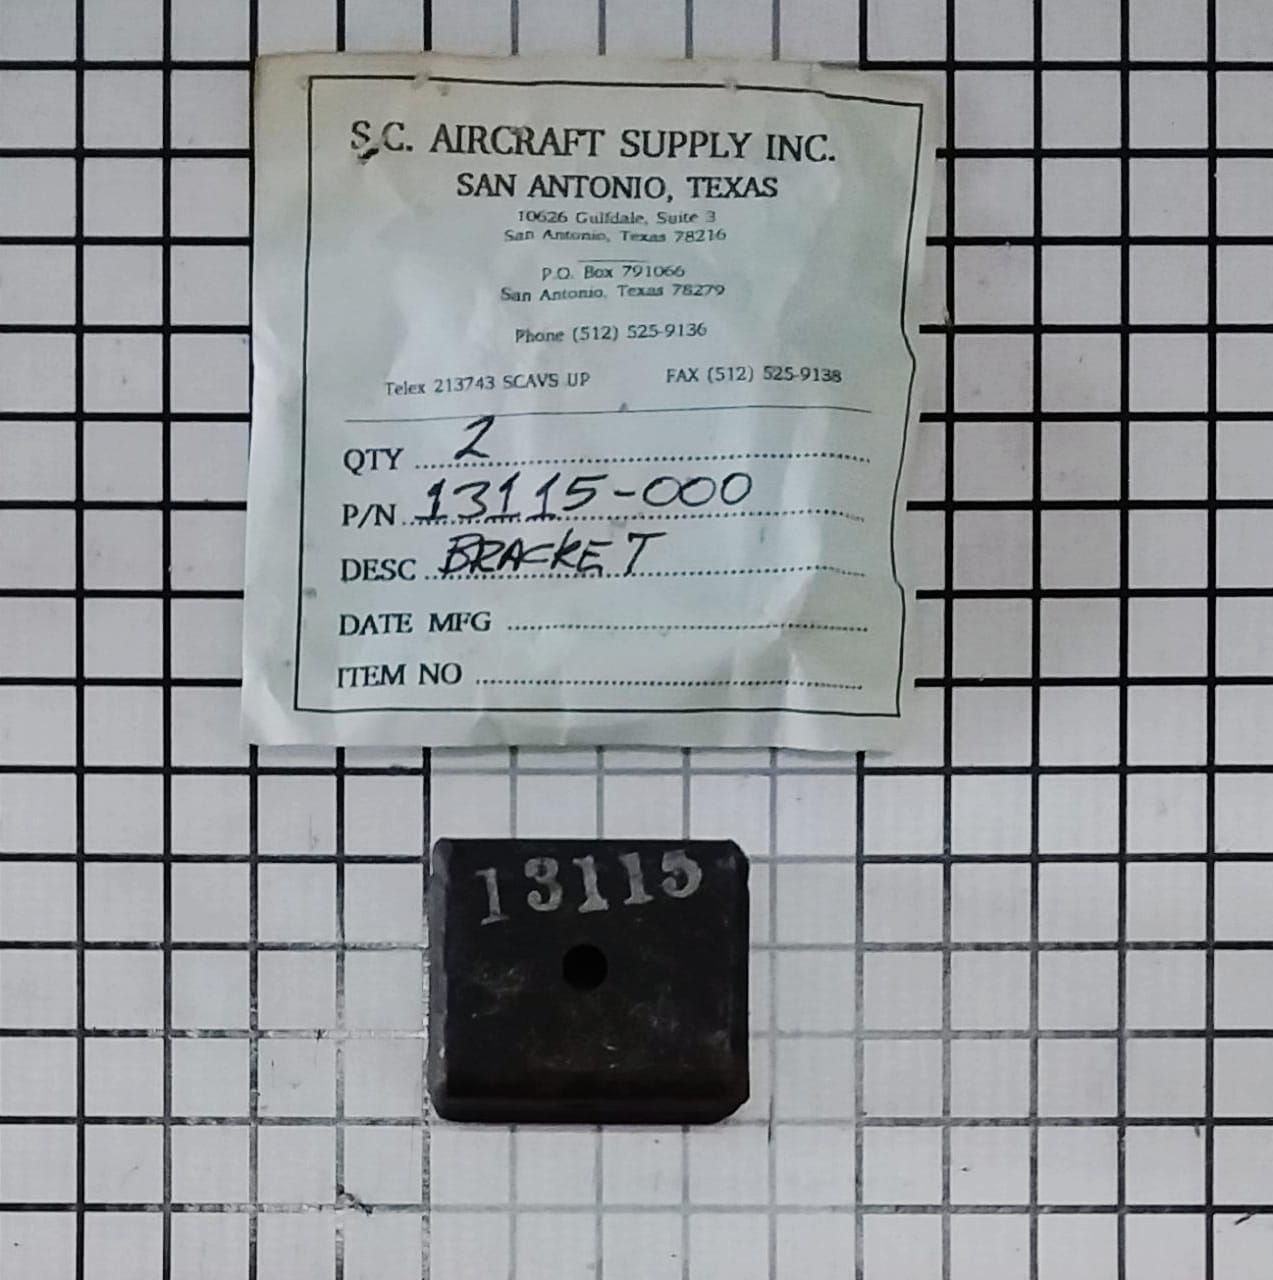 S.C. AIRCRAFT SUPPLY INC.
SAN ANTONIO, TEXAS
10626 Gulfdale, Suite 3
San Antonio, Texas 78216
P.O. Box 791066
San Antonio, Texas 78279
Phone (512) 525-9136
Telex 213743 SCAVS UP FAX (512) 525-9138
QTY 2
P/N 13115-000
DESC BRACKET
DATE MFG
ITEM NO
13115